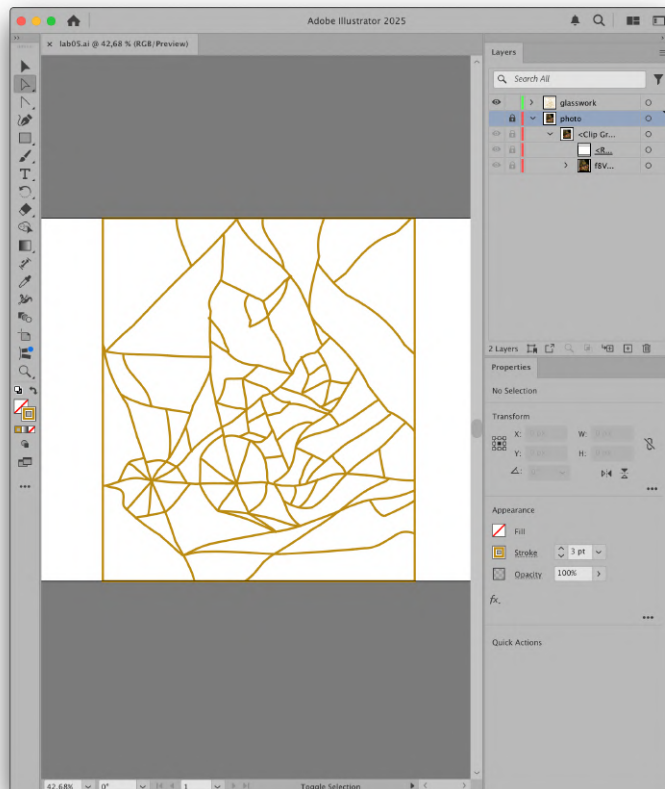 Adobe Illustrator 2025
× lab05.ai @ 42,68 % (RGB/Preview)
Layers
Search All
glasswork
photo
<Clip Gr...
<R...
f8V...
2 Layers
Properties
No Selection
Transform
X:
W:
Y:
H:
Appearance
Fill
Stroke
3 pt
Opacity
100%
fx.
Quick Actions
42.68%
0°
1
Toggle Selection